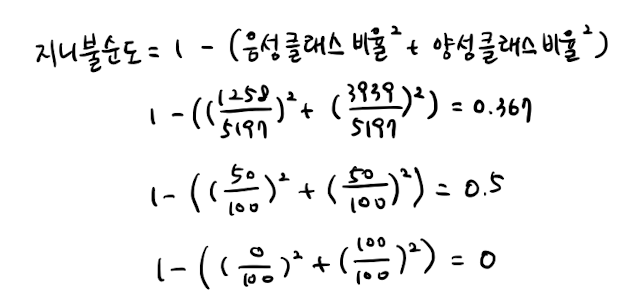 지니불순도 = 1 - (음성클래스 비율² + 양성클래스비율²)
1 - ((1258/5197)² + (3939/5197)²) = 0.367
1 - ((50/100)² + (50/100)²) = 0.5
1 - ((0/100)² + (100/100)²) = 0